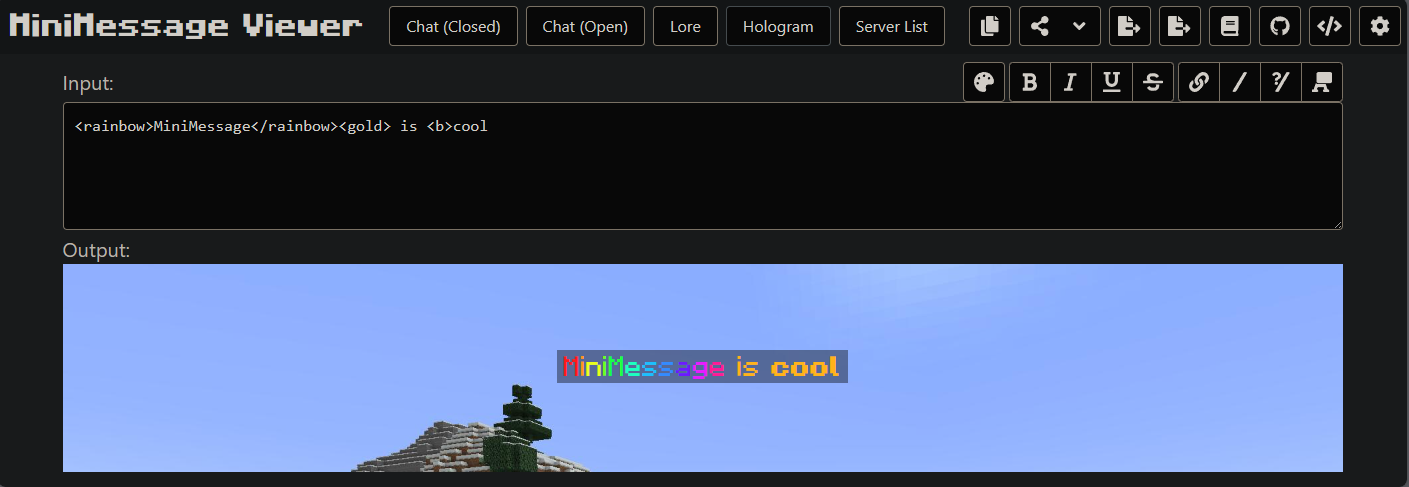 MiniMessage Viewer
Chat (Closed)
Chat (Open)
Lore
Hologram
Server List
Input:
B I U S
<rainbow>MiniMessage</rainbow><gold> is <b>cool
Output:
MiniMessage is cool